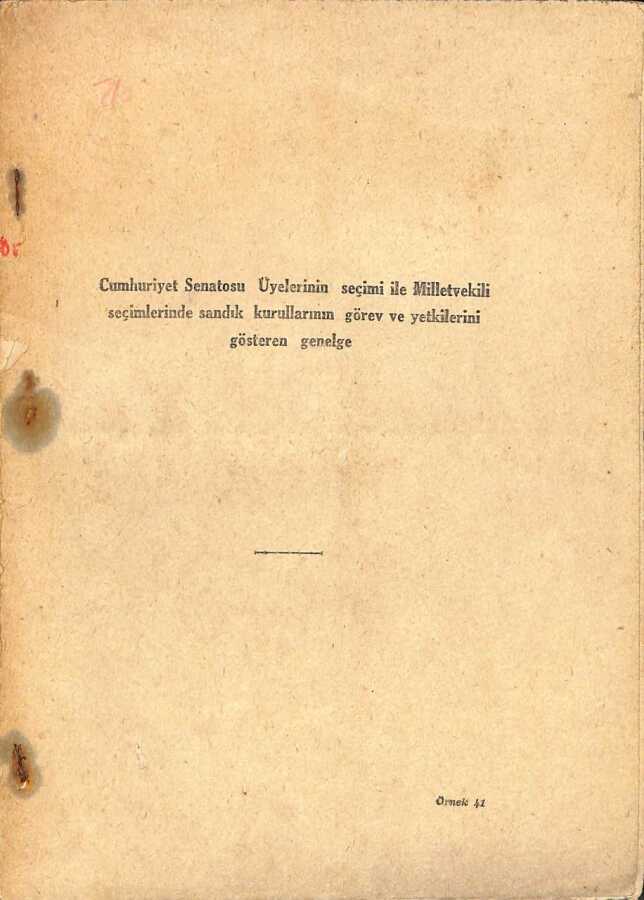 Cumhuriyet Senatosu Üyelerinin seçimi ile Milletvekili
seçimlerinde sandık kurullarının görev ve yetkilerini
gösteren genelge
Örnek 41